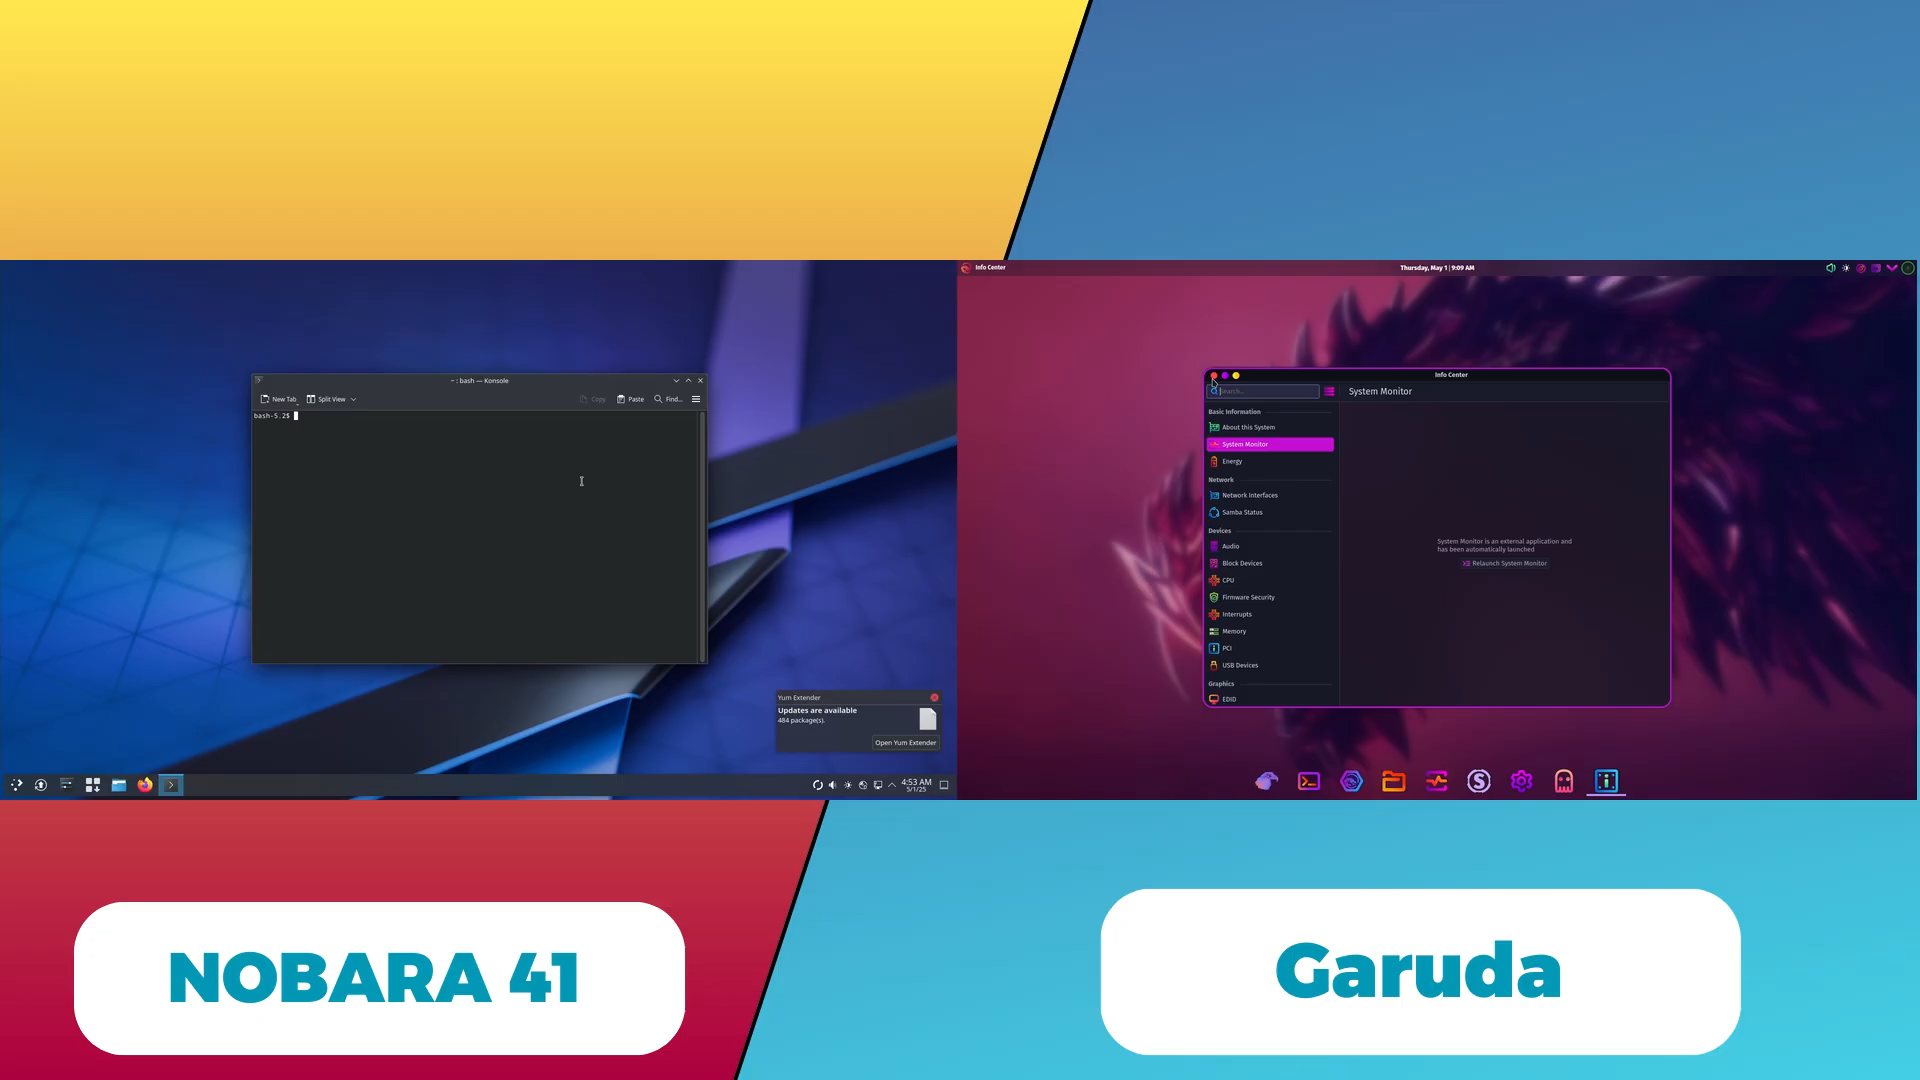 ~ : bash — Konsole
New Tab
Split View
Copy
Paste
Find...
bash-5.2$
Yum Extender
Updates are available
484 package(s).
Open Yum Extender
4:53 AM
5/1/25
Info Center
Thursday, May 1 | 9:09 AM
Info Center
Search...
System Monitor
Basic Information
About this System
System Monitor
Energy
Network
Network Interfaces
Samba Status
Devices
Audio
Block Devices
CPU
Firmware Security
Interrupts
Memory
PCI
USB Devices
Graphics
EDID
System Monitor is an external application and
has been automatically launched
Relaunch System Monitor
NOBARA 41
Garuda